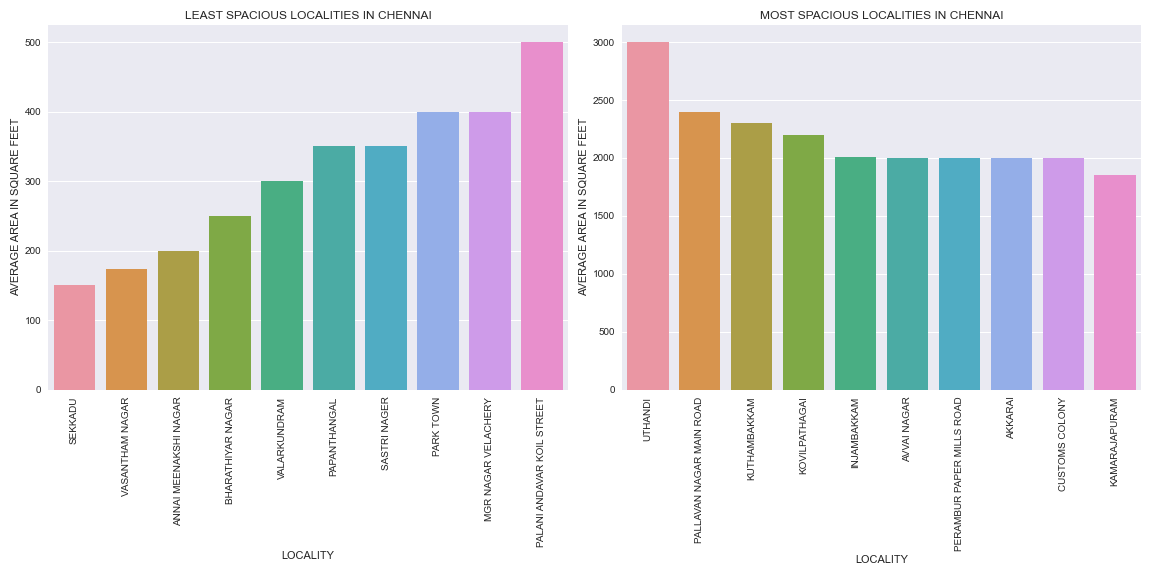 LEAST SPACIOUS LOCALITIES IN CHENNAI
AVERAGE AREA IN SQUARE FEET
500
400
300
200
100
0
SEKKADU
VASANTHAM NAGAR
ANNAI MEENAKSHI NAGAR
BHARATHIYAR NAGAR
VALARKUNDRAM
PAPANTHANGAL
SASTRI NAGER
PARK TOWN
MGR NAGAR VELACHERY
PALANI ANDAVAR KOIL STREET
LOCALITY
MOST SPACIOUS LOCALITIES IN CHENNAI
AVERAGE AREA IN SQUARE FEET
3000
2500
2000
1500
1000
500
0
UTHANDI
PALLAVAN NAGAR MAIN ROAD
KUTHAMBAKKAM
KOVILPATHAGAI
INJAMBAKKAM
AVVAI NAGAR
PERAMBUR PAPER MILLS ROAD
AKKARAI
CUSTOMS COLONY
KAMARAJAPURAM
LOCALITY